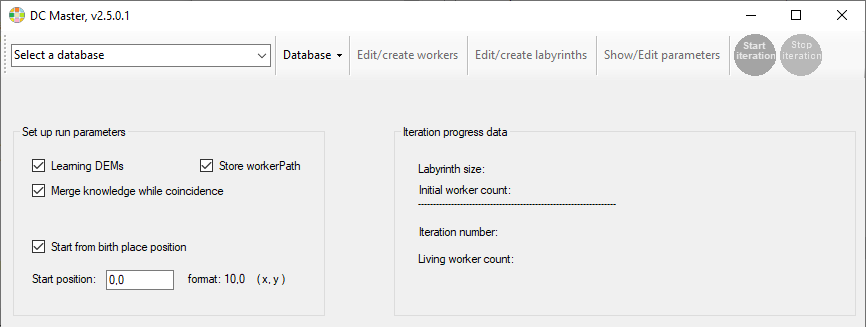 DC Master, v2.5.0.1
Select a database Database Edit/create workers Edit/create labyrinths Show/Edit parameters Start iteration Stop iteration
Set up run parameters
Learning DEMs Store workerPath
Merge knowledge while coincidence
Start from birth place position
Start position: 0,0 format: 10,0 ( x, y )
Iteration progress data
Labyrinth size:
Initial worker count:
------------------------------------------------------------------
Iteration number:
Living worker count: